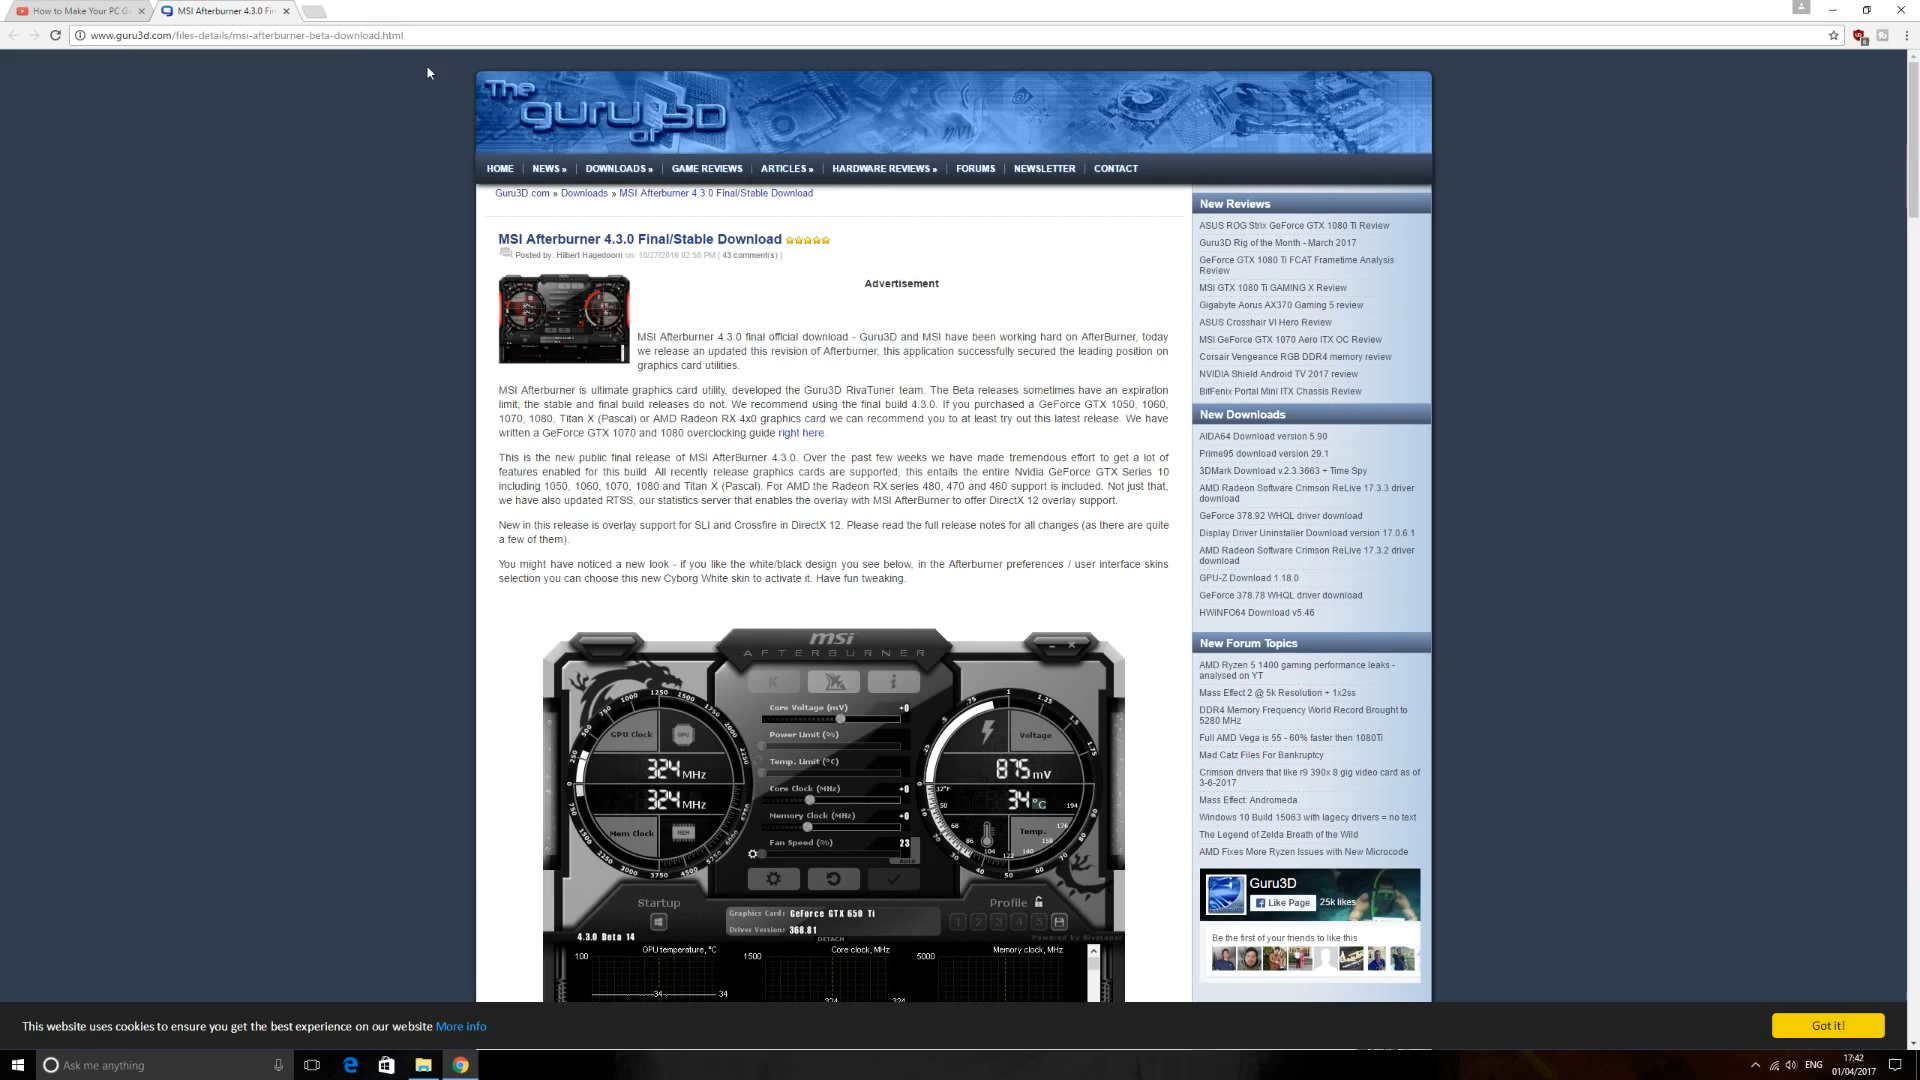 How to Make Your PC G
MSI Afterburner 4.3.0 Fin
www.guru3d.com/files-details/msi-afterburner-beta-download.html
The guru of 3D
HOME
NEWS »
DOWNLOADS »
GAME REVIEWS
ARTICLES »
HARDWARE REVIEWS »
FORUMS
NEWSLETTER
CONTACT
Guru3D.com » Downloads » MSI Afterburner 4.3.0 Final/Stable Download
MSI Afterburner 4.3.0 Final/Stable Download
Posted by: Hilbert Hagedoorn on: 10/27/2016 02:58 PM [ 43 comment(s) ]
Advertisement
MSI Afterburner 4.3.0 final official download - Guru3D and MSI have been working hard on AfterBurner, today
we release an updated this revision of Afterburner, this application successfully secured the leading position on
graphics card utilities.
MSI Afterburner is ultimate graphics card utility, developed the Guru3D RivaTuner team. The Beta releases sometimes have an expiration
limit, the stable and final build releases do not. We recommend using the final build 4.3.0. If you purchased a GeForce GTX 1050, 1060,
1070, 1080, Titan X (Pascal) or AMD Radeon RX 4x0 graphics card we can recommend you to at least try out this latest release. We have
written a GeForce GTX 1070 and 1080 overclocking guide right here.
This is the new public final release of MSI AfterBurner 4.3.0. Over the past few weeks we have made tremendous effort to get a lot of
features enabled for this build. All recently release graphics cards are supported, this entails the entire Nvidia GeForce GTX Series 10
including 1050, 1060, 1070, 1080 and Titan X (Pascal). For AMD the Radeon RX series 480, 470 and 460 support is included. Not just that,
we have also updated RTSS, our statistics server that enables the overlay with MSI AfterBurner to offer DirectX 12 overlay support.
New in this release is overlay support for SLI and Crossfire in DirectX 12. Please read the full release notes for all changes (as there are quite
a few of them).
You might have noticed a new look - if you like the white/black design you see below, in the Afterburner preferences / user interface skins
selection you can choose this new Cyborg White skin to activate it. Have fun tweaking.
msi
AFTERBURNER
K
i
Core Voltage (mV) +0
Power Limit (%)
Temp. Limit (°C)
Core Clock (MHz) +0
Memory Clock (MHz) +0
Fan Speed (%) 23
Auto
GPU Clock
GPU
324 MHz
324 MHz
Mem Clock
MEM
Voltage
875 mV
34 °C
Temp.
Startup
Profile
1 2 3 4 5
Graphics Card: GeForce GTX 650 Ti
Driver Version: 368.81
DETACH
4.3.0 Beta 14
Powered by Rivatuner
GPU temperature, °C
Core clock, MHz
Memory clock, MHz
100
1500
5000
34
34
324
324
New Reviews
ASUS ROG Strix GeForce GTX 1080 Ti Review
Guru3D Rig of the Month - March 2017
GeForce GTX 1080 Ti FCAT Frametime Analysis
Review
MSI GTX 1080 Ti GAMING X Review
Gigabyte Aorus AX370 Gaming 5 review
ASUS Crosshair VI Hero Review
MSI GeForce GTX 1070 Aero ITX OC Review
Corsair Vengeance RGB DDR4 memory review
NVIDIA Shield Android TV 2017 review
BitFenix Portal Mini ITX Chassis Review
New Downloads
AIDA64 Download version 5.90
Prime95 download version 29.1
3DMark Download v.2.3.3663 + Time Spy
AMD Radeon Software Crimson ReLive 17.3.3 driver
download
GeForce 378.92 WHQL driver download
Display Driver Uninstaller Download version 17.0.6.1
AMD Radeon Software Crimson ReLive 17.3.2 driver
download
GPU-Z Download 1.18.0
GeForce 378.78 WHQL driver download
HWiNFO64 Download v5.46
New Forum Topics
AMD Ryzen 5 1400 gaming performance leaks -
analysed on YT
Mass Effect 2 @ 5k Resolution + 1x2ss
DDR4 Memory Frequency World Record Brought to
5280 MHz
Full AMD Vega is 55 - 60% faster then 1080Ti
Mad Catz Files For Bankruptcy
Crimson drivers that like r9 390x 8 gig video card as of
3-6-2017
Mass Effect: Andromeda
Windows 10 Build 15063 with lagecy drivers = no text
The Legend of Zelda Breath of the Wild
AMD Fixes More Ryzen Issues with New Microcode
Guru3D
Like Page
25k likes
Be the first of your friends to like this
This website uses cookies to ensure you get the best experience on our website More info
Got it!
Ask me anything
ENG
17:42
01/04/2017